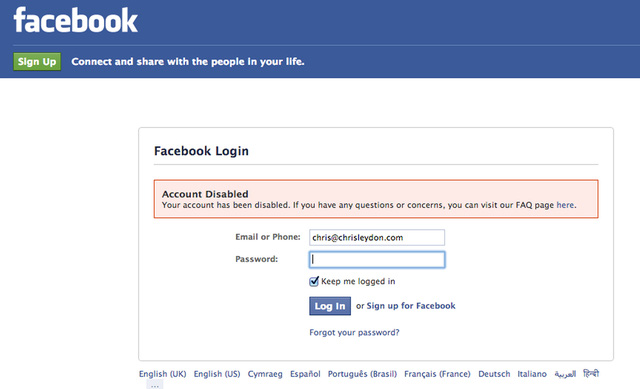 facebook
Sign Up Connect and share with the people in your life.
Facebook Login
Account Disabled
Your account has been disabled. If you have any questions or concerns, you can visit our FAQ page here.
Email or Phone: chris@chrisleydon.com
Password:
Keep me logged in
Log In or Sign up for Facebook
Forgot your password?
English (UK) English (US) Cymraeg Español Português (Brasil) Français (France) Deutsch Italiano العربية हिन्दी
...